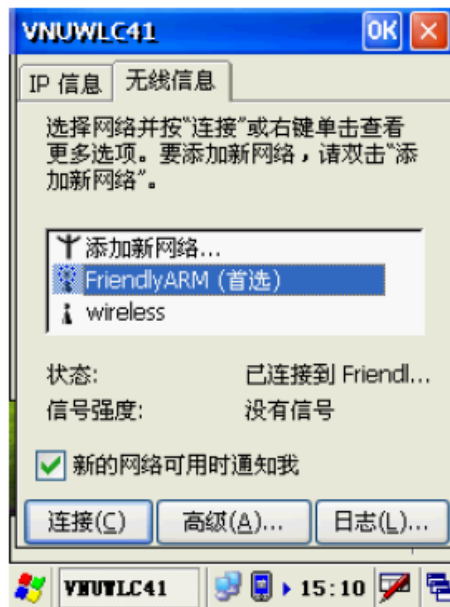 VNUWLC41 OK
IP 信息 无线信息
选择网络并按"连接"或右键单击查看
更多选项。要添加新网络，请双击"添
加新网络"。
添加新网络...
FriendlyARM (首选)
wireless
状态: 已连接到 Friendl...
信号强度: 没有信号
新的网络可用时通知我
连接(C) 高级(A)... 日志(L)...
VNUWLC41 15:10